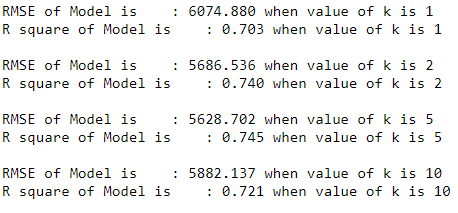 RMSE of Model is    : 6074.880 when value of k is 1
R square of Model is    : 0.703 when value of k is 1
RMSE of Model is    : 5686.536 when value of k is 2
R square of Model is    : 0.740 when value of k is 2
RMSE of Model is    : 5628.702 when value of k is 5
R square of Model is    : 0.745 when value of k is 5
RMSE of Model is    : 5882.137 when value of k is 10
R square of Model is    : 0.721 when value of k is 10